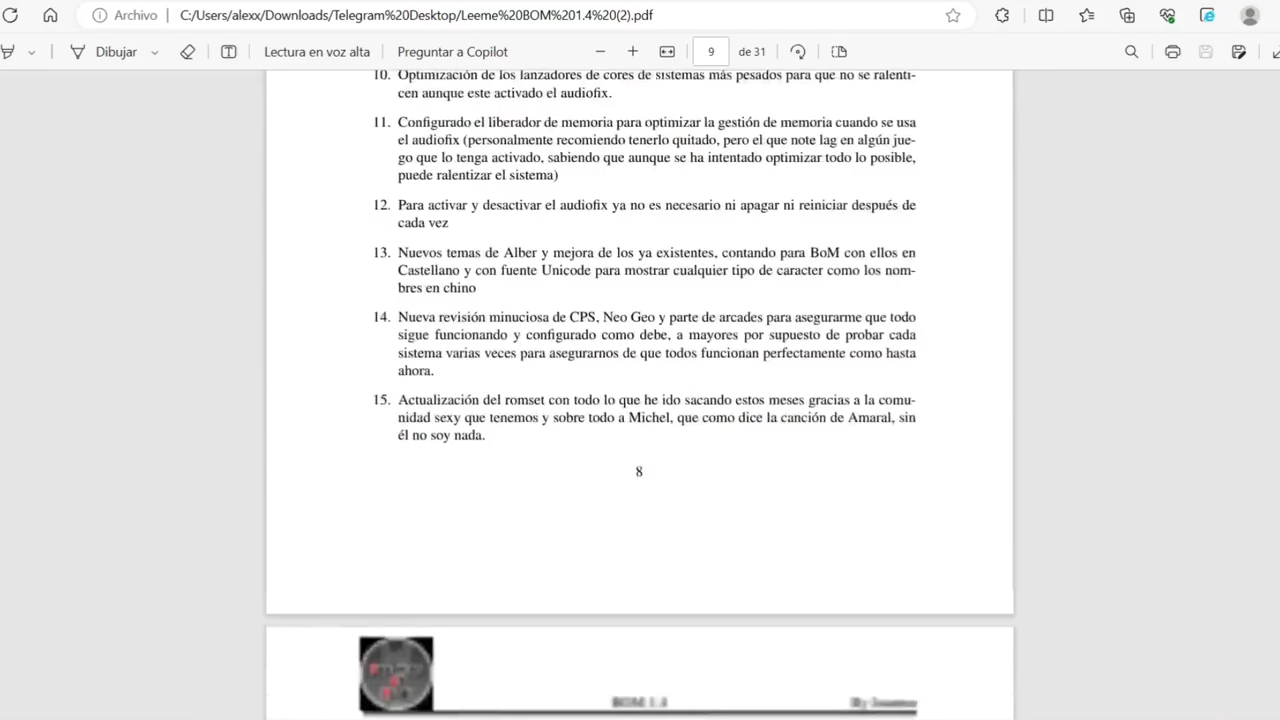 Archivo C:/Users/alexx/Downloads/Telegram%20Desktop/Leeme%20BOM%201.4%20(2).pdf
Dibujar Lectura en voz alta Preguntar a Copilot 9 de 31
10. Optimización de los lanzadores de cores de sistemas más pesados para que no se ralenti-
cen aunque este activado el audiofix.
11. Configurado el liberador de memoria para optimizar la gestión de memoria cuando se usa
el audiofix (personalmente recomiendo tenerlo quitado, pero el que note lag en algún jue-
go que lo tenga activado, sabiendo que aunque se ha intentado optimizar todo lo posible,
puede ralentizar el sistema)
12. Para activar y desactivar el audiofix ya no es necesario ni apagar ni reiniciar después de
cada vez
13. Nuevos temas de Alber y mejora de los ya existentes, contando para BoM con ellos en
Castellano y con fuente Unicode para mostrar cualquier tipo de caracter como los nom-
bres en chino
14. Nueva revisión minuciosa de CPS, Neo Geo y parte de arcades para asegurarme que todo
sigue funcionando y configurado como debe, a mayores por supuesto de probar cada
sistema varias veces para asegurarnos de que todos funcionan perfectamente como hasta
ahora.
15. Actualización del romset con todo lo que he ido sacando estos meses gracias a la comu-
nidad sexy que tenemos y sobre todo a Michel, que como dice la canción de Amaral, sin
él no soy nada.
8
BOM 1.4